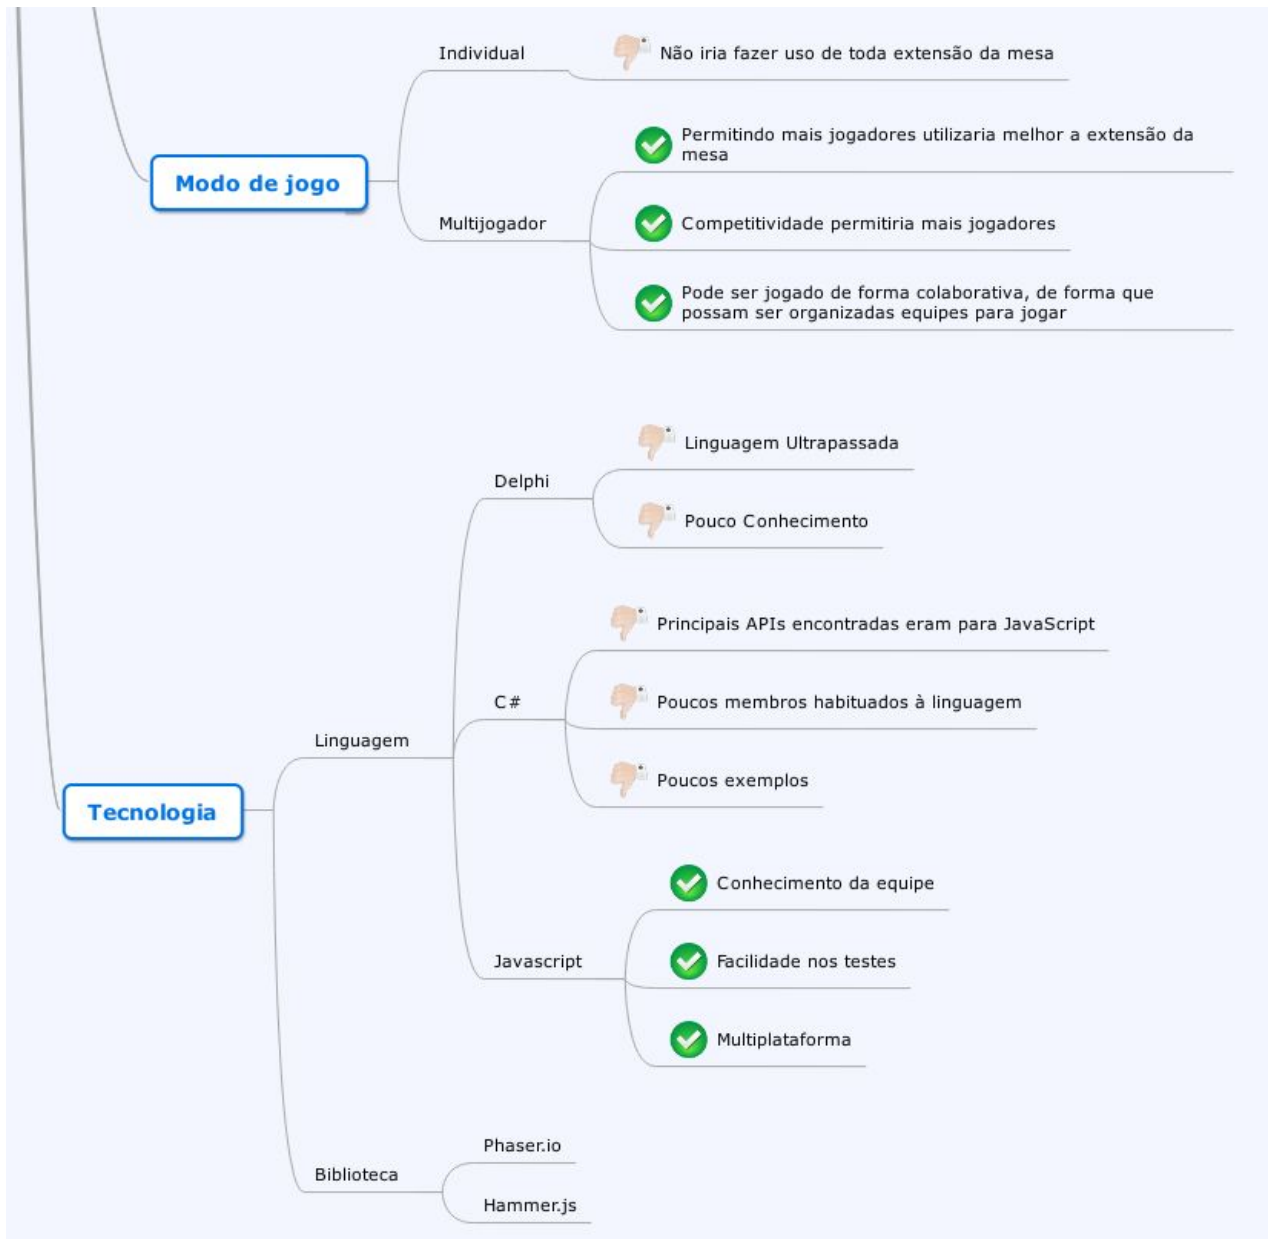 Individual
Não iria fazer uso de toda extensão da mesa
Modo de jogo
Multijogador
Permitindo mais jogadores utilizaria melhor a extensão da
mesa
Competitividade permitiria mais jogadores
Pode ser jogado de forma colaborativa, de forma que
possam ser organizadas equipes para jogar
Tecnologia
Linguagem
Delphi
Linguagem Ultrapassada
Pouco Conhecimento
C#
Principais APIs encontradas eram para JavaScript
Poucos membros habituados à linguagem
Poucos exemplos
Javascript
Conhecimento da equipe
Facilidade nos testes
Multiplataforma
Biblioteca
Phaser.io
Hammer.js